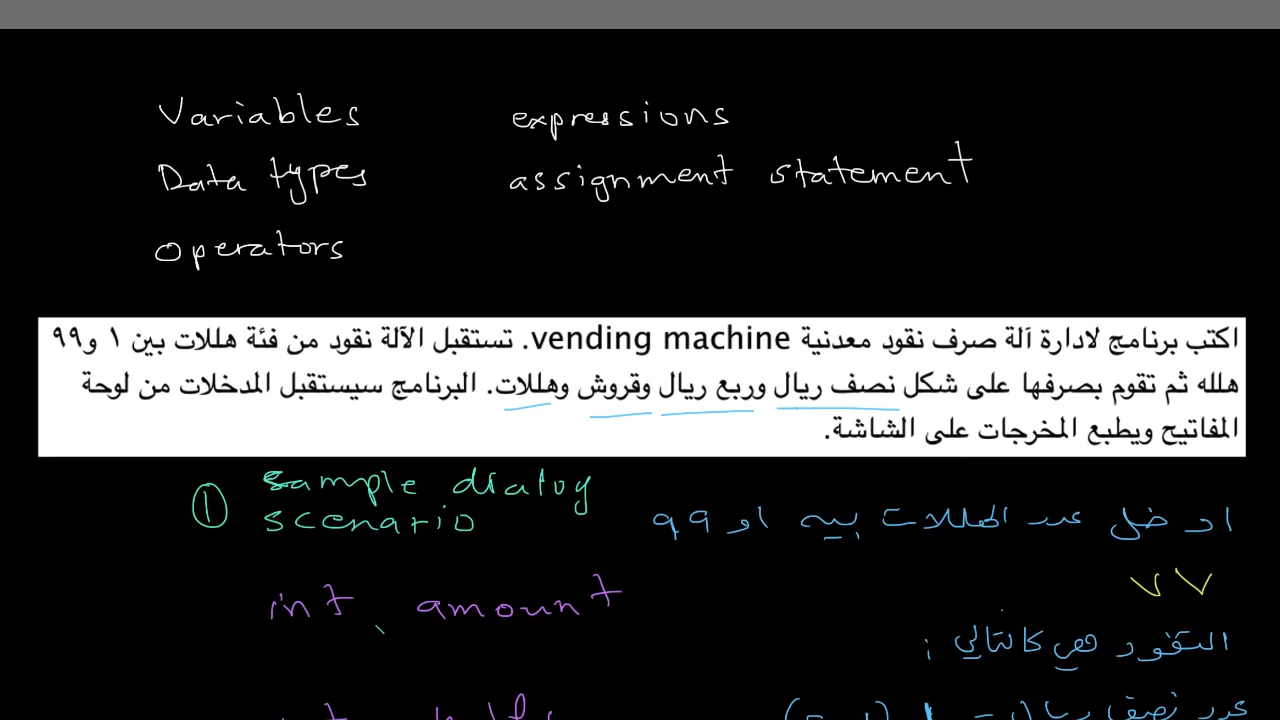 Variables expressions
Data types assignment statement
operators
اكتب برنامج لادارة آلة صرف نقود معدنية vending machine. تستقبل الآلة نقود من فئة هللات بين ١ و٩٩
هلله ثم تقوم بصرفها على شكل نصف ريال وربع ريال وقروش وهللات. البرنامج سيستقبل المدخلات من لوحة
المفاتيح ويطبع المخرجات على الشاشة.
① sample dialog
scenario
ادخل عدد الهللات بين ١ و ٩٩
٧٧
int amount
النقود هي كالتالي :
عدد نصف ريال =